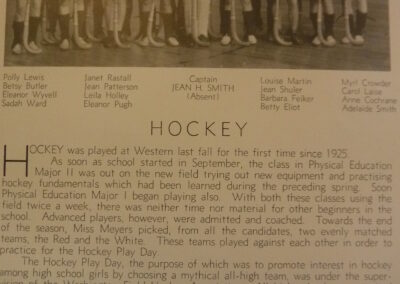 Polly Lewis
Betsy Butler
Eleanor Wyvell
Sadah Ward
Janet Rastall
Jean Patterson
Leila Holley
Eleanor Pugh
Captain
JEAN H. SMITH
(Absent)
Louise Martin
Jean Shuler
Barbara Felker
Betty Eliot
Myrl Crowder
Carol Laise
Anne Cochrane
Adelaide Smith
HOCKEY
HOCKEY was played at Western last fall for the first time since 1925.
As soon as school started in September, the class in Physical Education
Major II was out on the new field trying out new equipment and practising
hockey fundamentals which had been learned during the preceding spring. Soon
Physical Education Major I began playing also. With both these classes using the
field twice a week, there was neither time nor material for other beginners in the
school. Advanced players, however, were admitted and coached. Towards the end
of the season, Miss Meyers picked, from all the candidates, two evenly matched
teams, the Red and the White. These teams played against each other in order to
practice for the Hockey Play Day.
The Hockey Play Day, the purpose of which was to promote interest in hockey
among high school girls by choosing a mythical all-high team, was under the super-